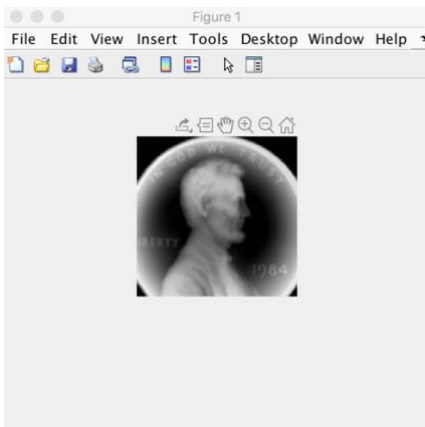 Figure 1
File Edit View Insert Tools Desktop Window Help
IN GOD WE TRUST
LIBERTY
1984